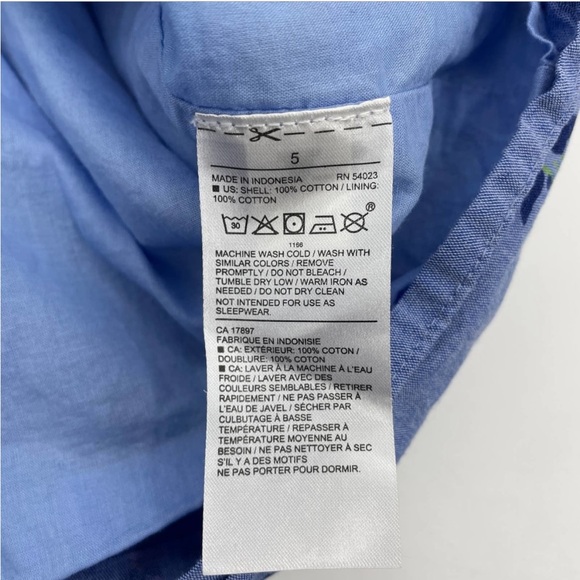 5
MADE IN INDONESIA RN 54023
■ US: SHELL: 100% COTTON / LINING:
100% COTTON
30
®
1166
MACHINE WASH COLD / WASH WITH
SIMILAR COLORS / REMOVE
PROMPTLY / DO NOT BLEACH /
TUMBLE DRY LOW / WARM IRON AS
NEEDED / DO NOT DRY CLEAN
NOT INTENDED FOR USE AS
SLEEPWEAR.
CA 17897
FABRIQUE EN INDONISIE
■ CA: EXTÉRIEUR: 100% COTON /
DOUBLURE: 100% COTON
■ CA: LAVER À LA MACHINE À L'EAU
FROIDE / LAVER AVEC DES
COULEURS SEMBLABLES / RETIRER
RAPIDEMENT / NE PAS PASSER À
L'EAU DE JAVEL / SÉCHER PAR
CULBUTAGE À BASSE
TEMPÉRATURE / REPASSER À
TEMPÉRATURE MOYENNE AU
BESOIN / NE PAS NETTOYER À SEC
S'IL Y A DES MOTIFS
NE PAS PORTER POUR DORMIR.